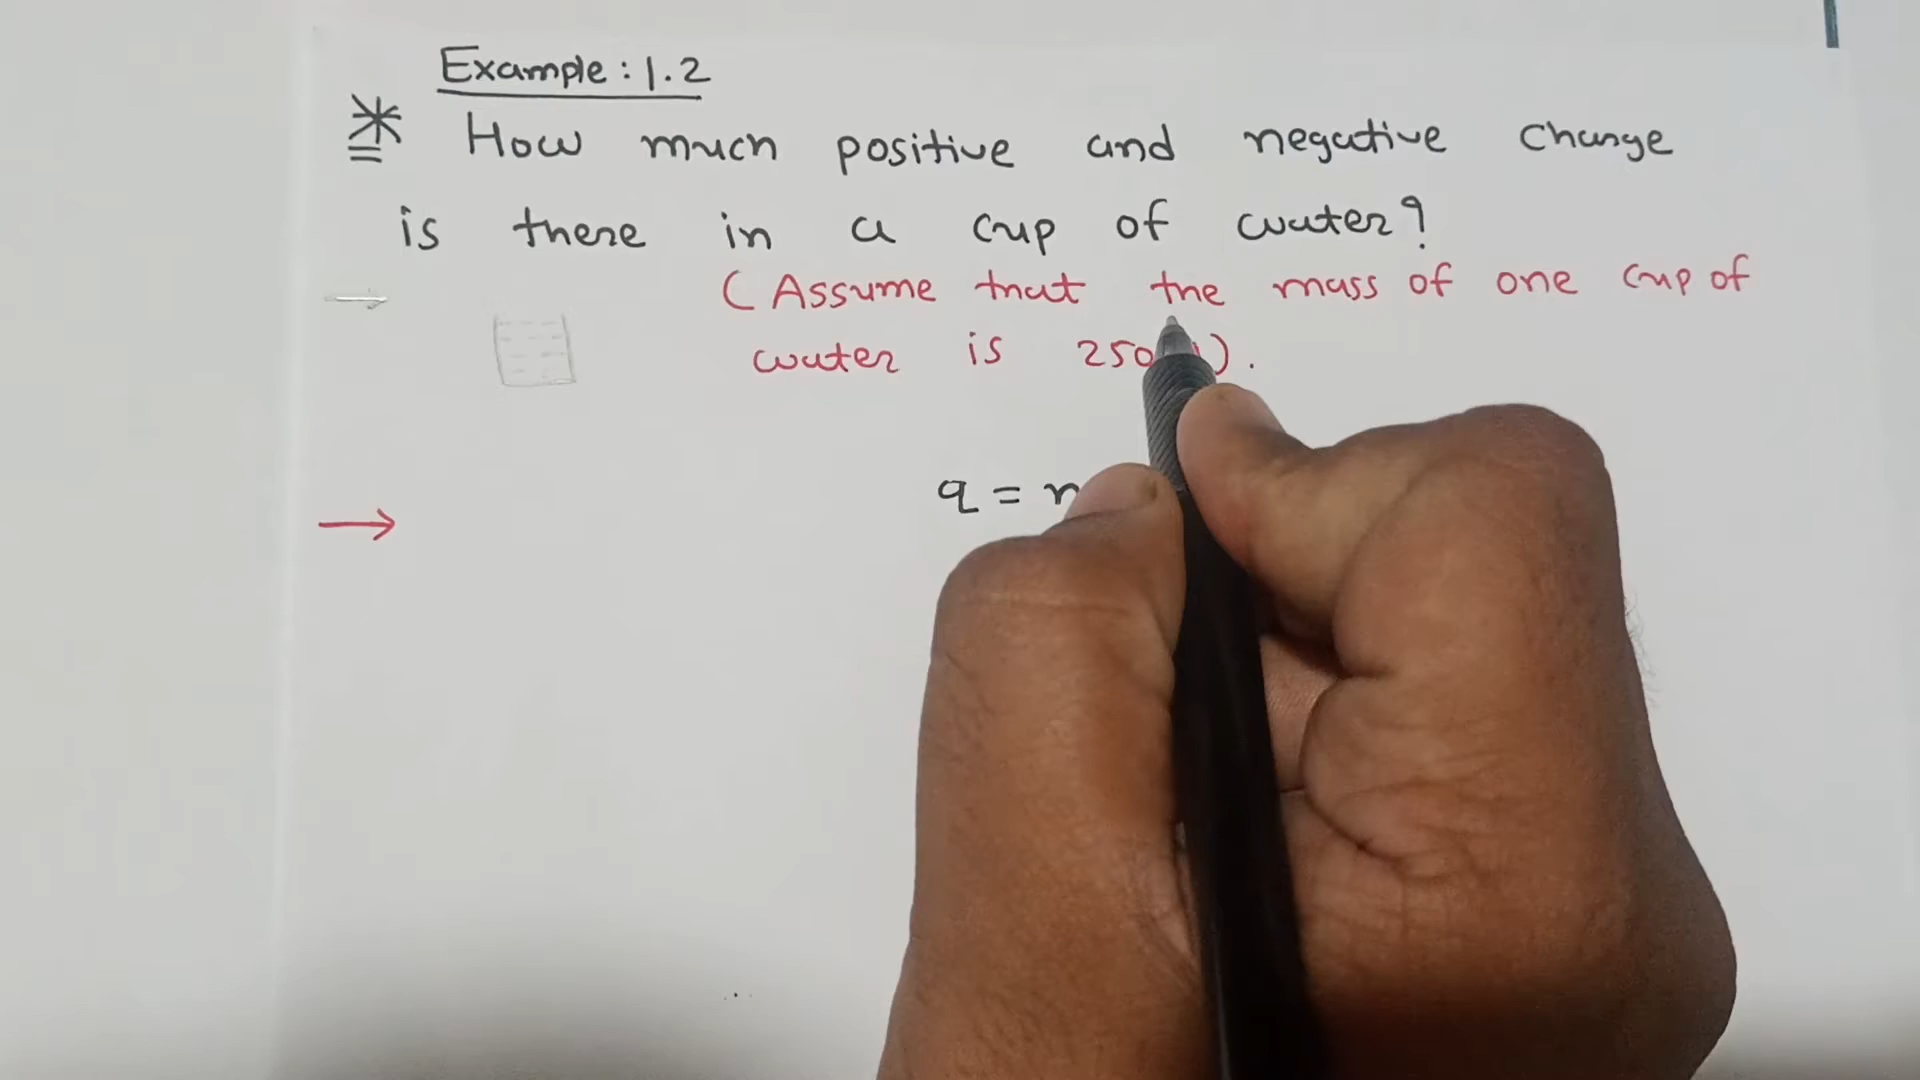 Example: 1.2
* How much positive and negative charge
is there in a cup of water?
(Assume that the mass of one cup of
water is 250 ).
q = n